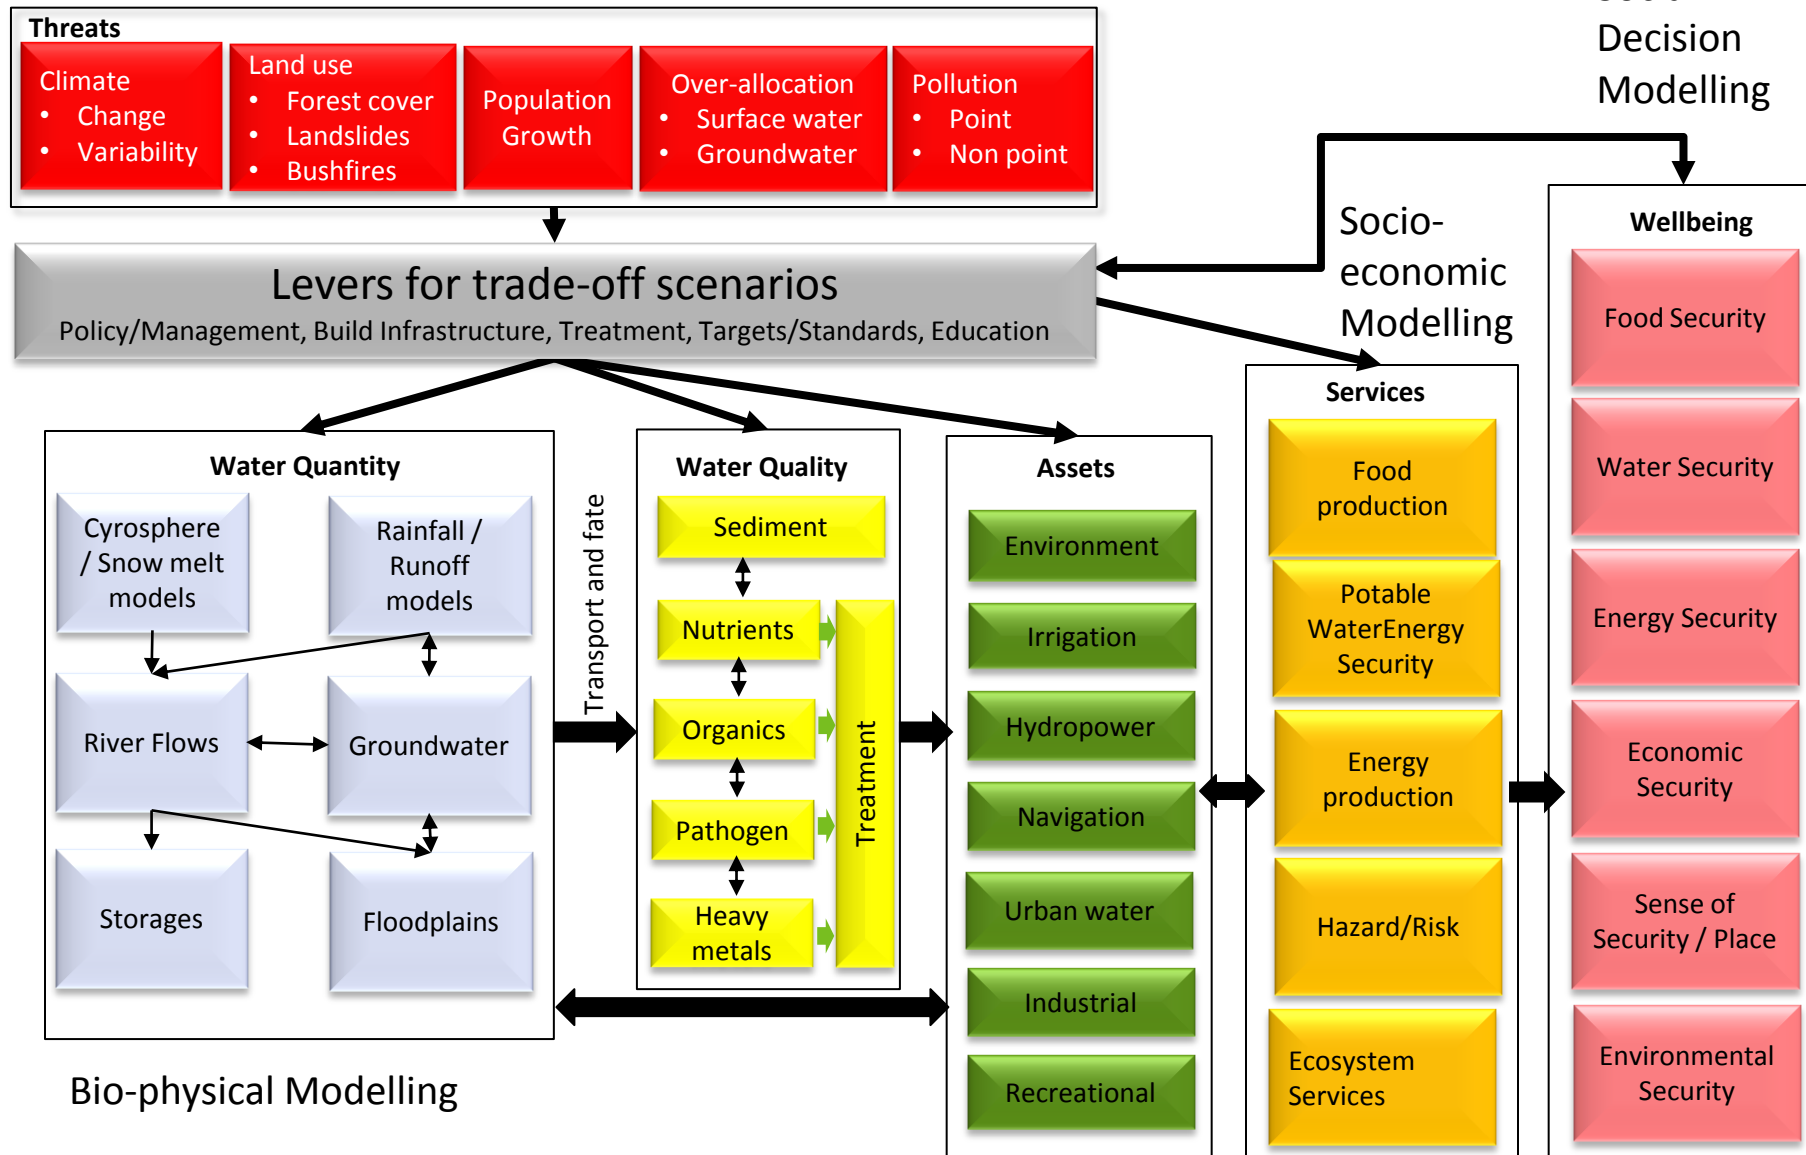 Threats
Climate
• Change
• Variability
Land use
• Forest cover
• Landslides
• Bushfires
Population
Growth
Over-allocation
• Surface water
• Groundwater
Pollution
• Point
• Non point
Decision
Modelling
Levers for trade-off scenarios
Policy/Management, Build Infrastructure, Treatment, Targets/Standards, Education
Socio-
economic
Modelling
Water Quantity
Cyrosphere
/ Snow melt
models
Rainfall /
Runoff
models
River Flows
Groundwater
Storages
Floodplains
Transport and fate
Water Quality
Sediment
Nutrients
Organics
Pathogen
Heavy
metals
Treatment
Assets
Environment
Irrigation
Hydropower
Navigation
Urban water
Industrial
Recreational
Services
Food
production
Potable
WaterEnergy
Security
Energy
production
Hazard/Risk
Ecosystem
Services
Wellbeing
Food Security
Water Security
Energy Security
Economic
Security
Sense of
Security / Place
Environmental
Security
Bio-physical Modelling